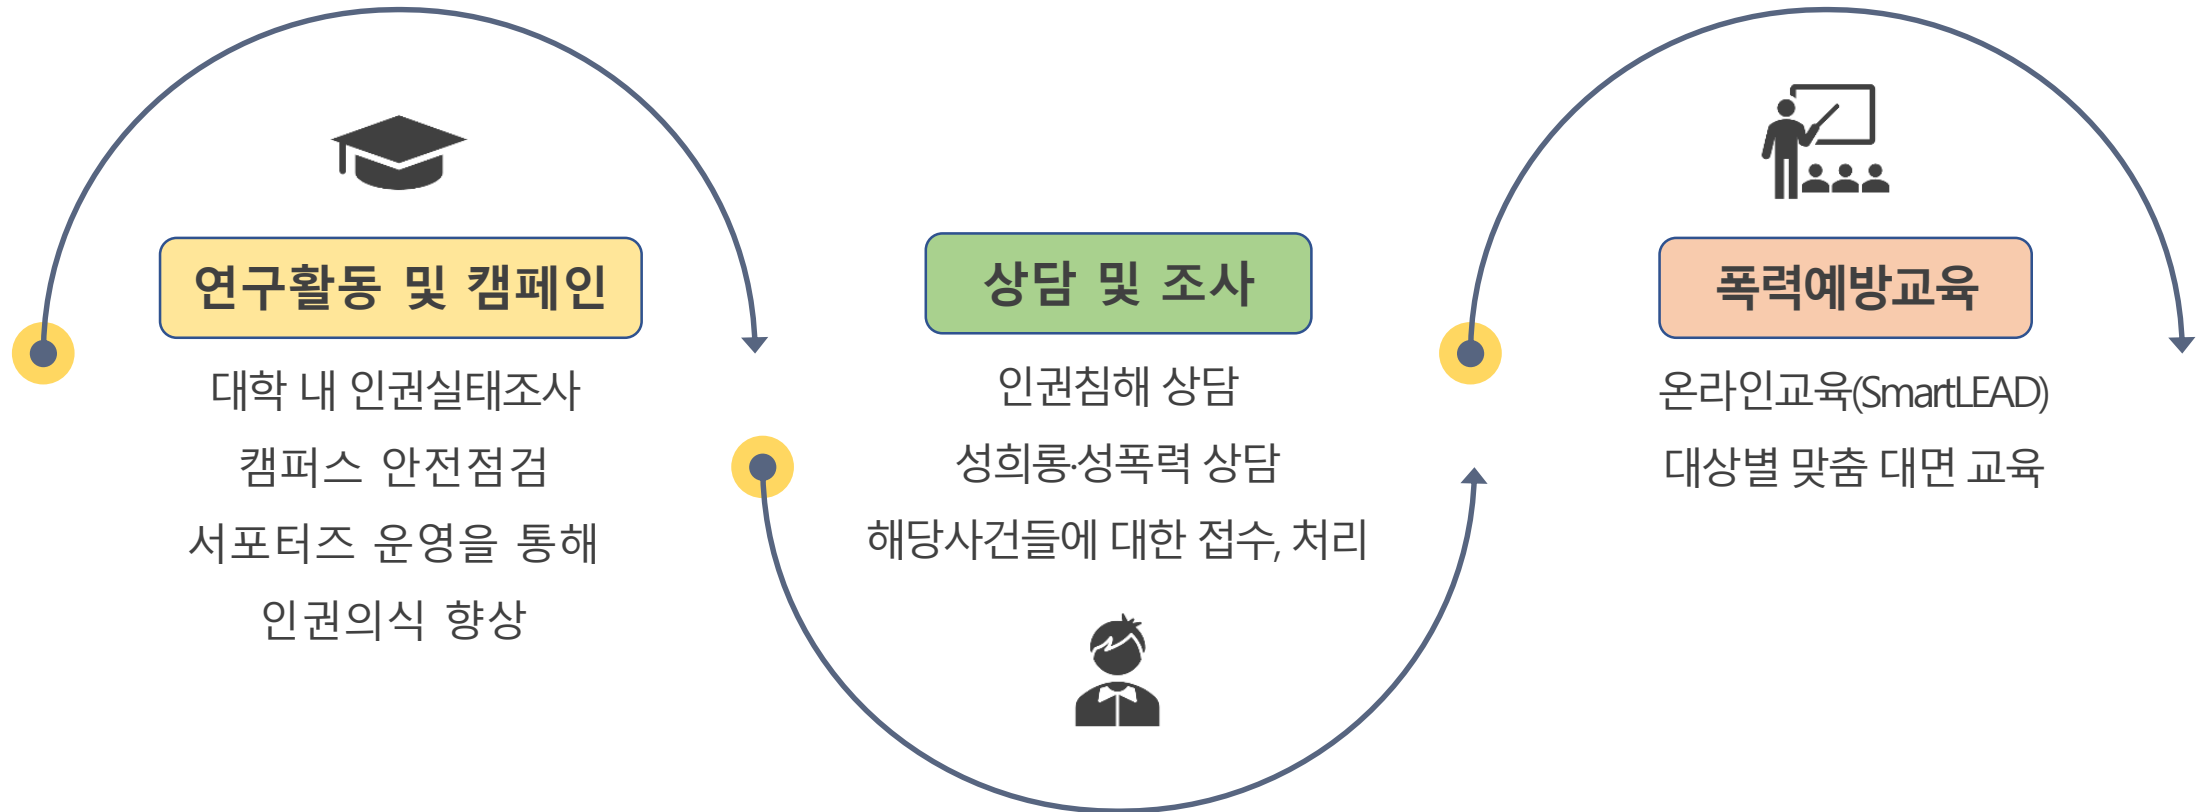 연구활동 및 캠페인
대학 내 인권실태조사
캠퍼스 안전점검
서포터즈 운영을 통해
인권의식 향상
상담 및 조사
인권침해 상담
성희롱·성폭력 상담
해당사건들에 대한 접수, 처리
폭력예방교육
온라인교육(SmartLEAD)
대상별 맞춤 대면 교육